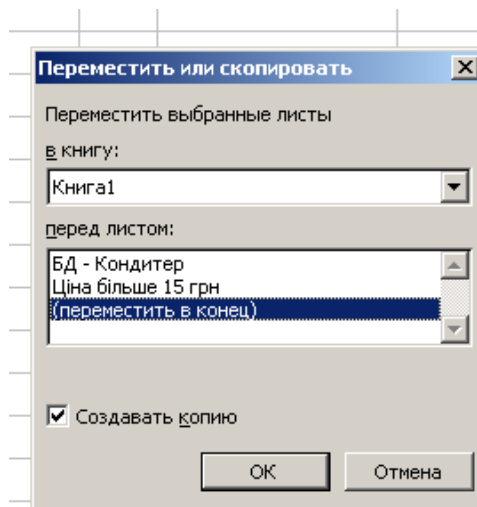 Переместить или скопировать
Переместить выбранные листы
в книгу:
Книга1
перед листом:
БД - Кондитер
Ціна більше 15 грн
(переместить в конец)
Создавать копию
ОК
Отмена